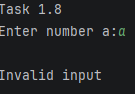 Task 1.8
Enter number a:a

Invalid input